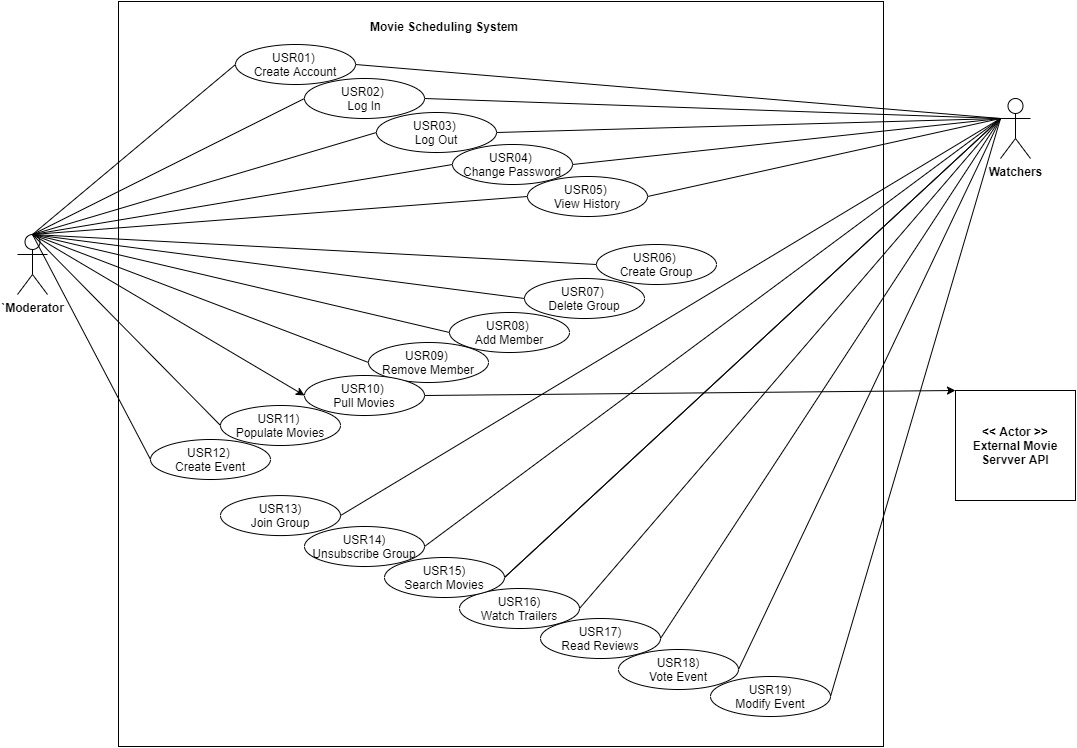 Movie Scheduling System
USR01)
Create Account
USR02)
Log In
USR03)
Log Out
USR04)
Change Password
USR05)
View History
Watchers
`Moderator
USR06)
Create Group
USR07)
Delete Group
USR08)
Add Member
USR09)
Remove Member
USR10)
Pull Movies
USR11)
Populate Movies
USR12)
Create Event
<< Actor >>
External Movie
Servver API
USR13)
Join Group
USR14)
Unsubscribe Group
USR15)
Search Movies
USR16)
Watch Trailers
USR17)
Read Reviews
USR18)
Vote Event
USR19)
Modify Event